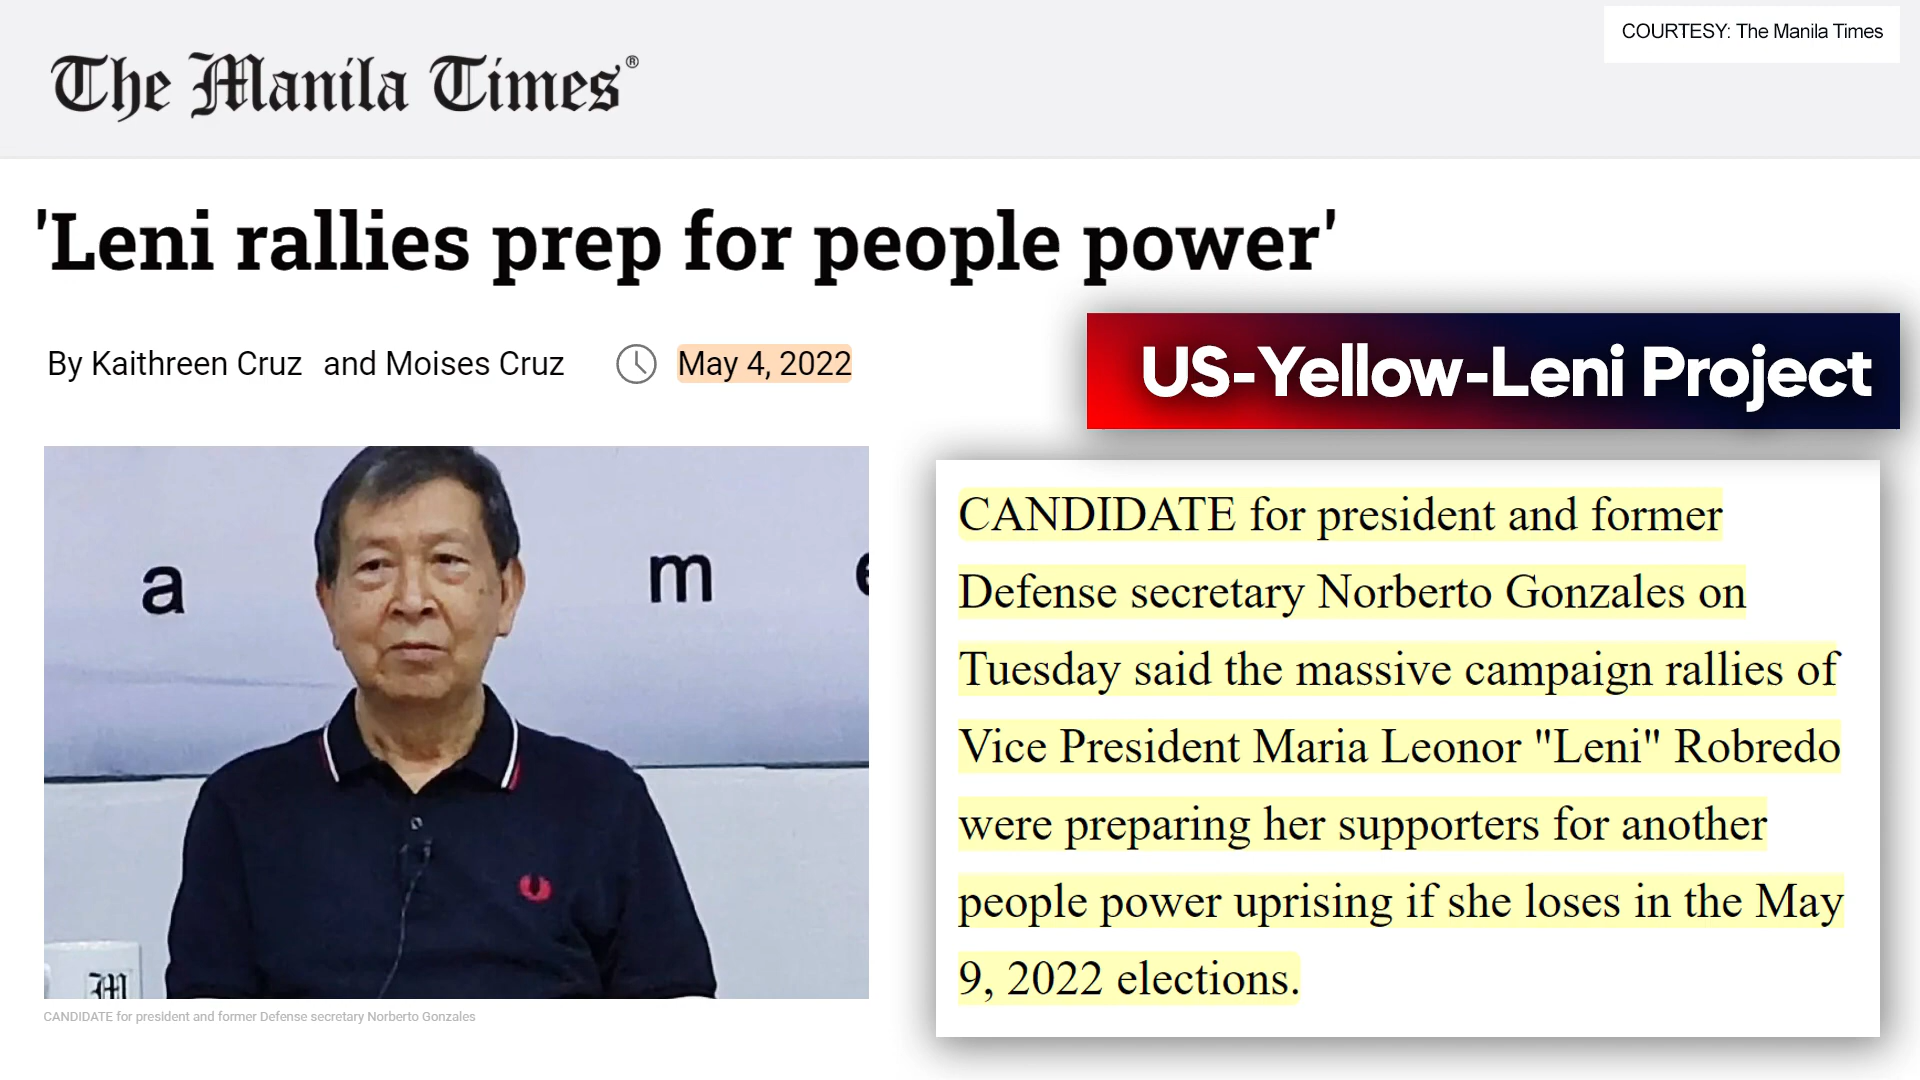 COURTESY: The Manila Times
The Manila Times®
'Leni rallies prep for people power'
By Kaithreen Cruz and Moises Cruz
May 4, 2022
US-Yellow-Leni Project
a m e
M
CANDIDATE for president and former Defense secretary Norberto Gonzales
CANDIDATE for president and former
Defense secretary Norberto Gonzales on
Tuesday said the massive campaign rallies of
Vice President Maria Leonor "Leni" Robredo
were preparing her supporters for another
people power uprising if she loses in the May
9, 2022 elections.